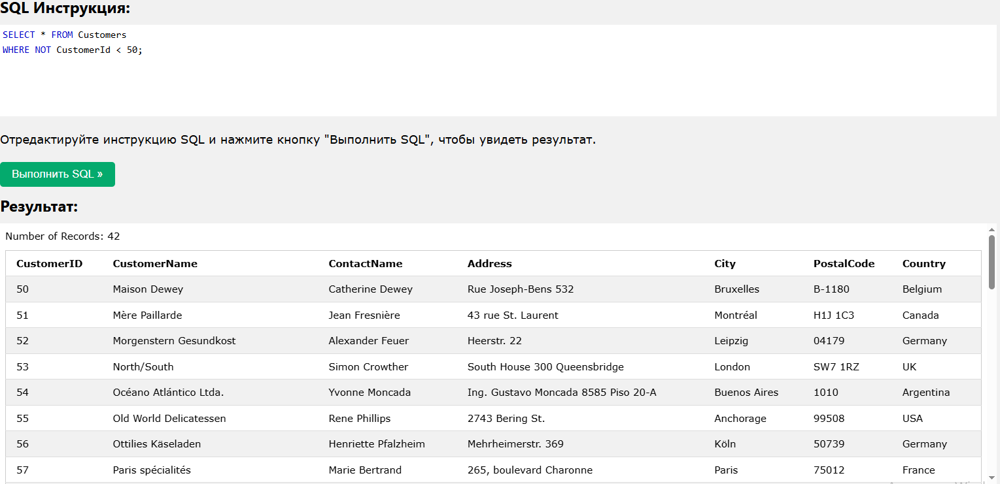 SQL Инструкция:
SELECT * FROM Customers
WHERE NOT CustomerId < 50;
Отредактируйте инструкцию SQL и нажмите кнопку "Выполнить SQL", чтобы увидеть результат.
Выполнить SQL »
Результат:
Number of Records: 42
CustomerID CustomerName ContactName Address City PostalCode Country
50 Maison Dewey Catherine Dewey Rue Joseph-Bens 532 Bruxelles B-1180 Belgium
51 Mère Paillarde Jean Fresnière 43 rue St. Laurent Montréal H1J 1C3 Canada
52 Morgenstern Gesundkost Alexander Feuer Heerstr. 22 Leipzig 04179 Germany
53 North/South Simon Crowther South House 300 Queensbridge London SW7 1RZ UK
54 Océano Atlántico Ltda. Yvonne Moncada Ing. Gustavo Moncada 8585 Piso 20-A Buenos Aires 1010 Argentina
55 Old World Delicatessen Rene Phillips 2743 Bering St. Anchorage 99508 USA
56 Ottilies Käseladen Henriette Pfalzheim Mehrheimerstr. 369 Köln 50739 Germany
57 Paris spécialités Marie Bertrand 265, boulevard Charonne Paris 75012 France